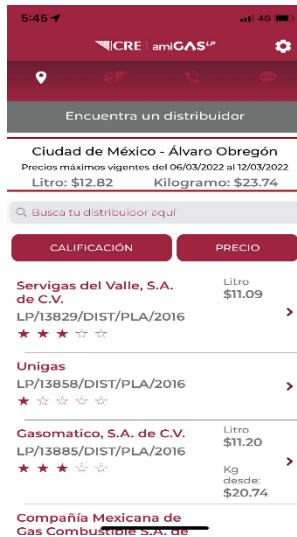 5:45
4G
CRE amiGAS LP
Encuentra un distribuidor
Ciudad de México - Álvaro Obregón
Precios máximos vigentes del 06/03/2022 al 12/03/2022
Litro: $12.82 Kilogramo: $23.74
Busca tu distribuidor aquí
CALIFICACIÓN PRECIO
Servigas del Valle, S.A.
de C.V.
LP/13829/DIST/PLA/2016
Litro
$11.09
Unigas
LP/13858/DIST/PLA/2016
Gasomatico, S.A. de C.V.
LP/13885/DIST/PLA/2016
Litro
$11.20
Kg
desde:
$20.74
Compañía Mexicana de
Gas Combustible S.A. de